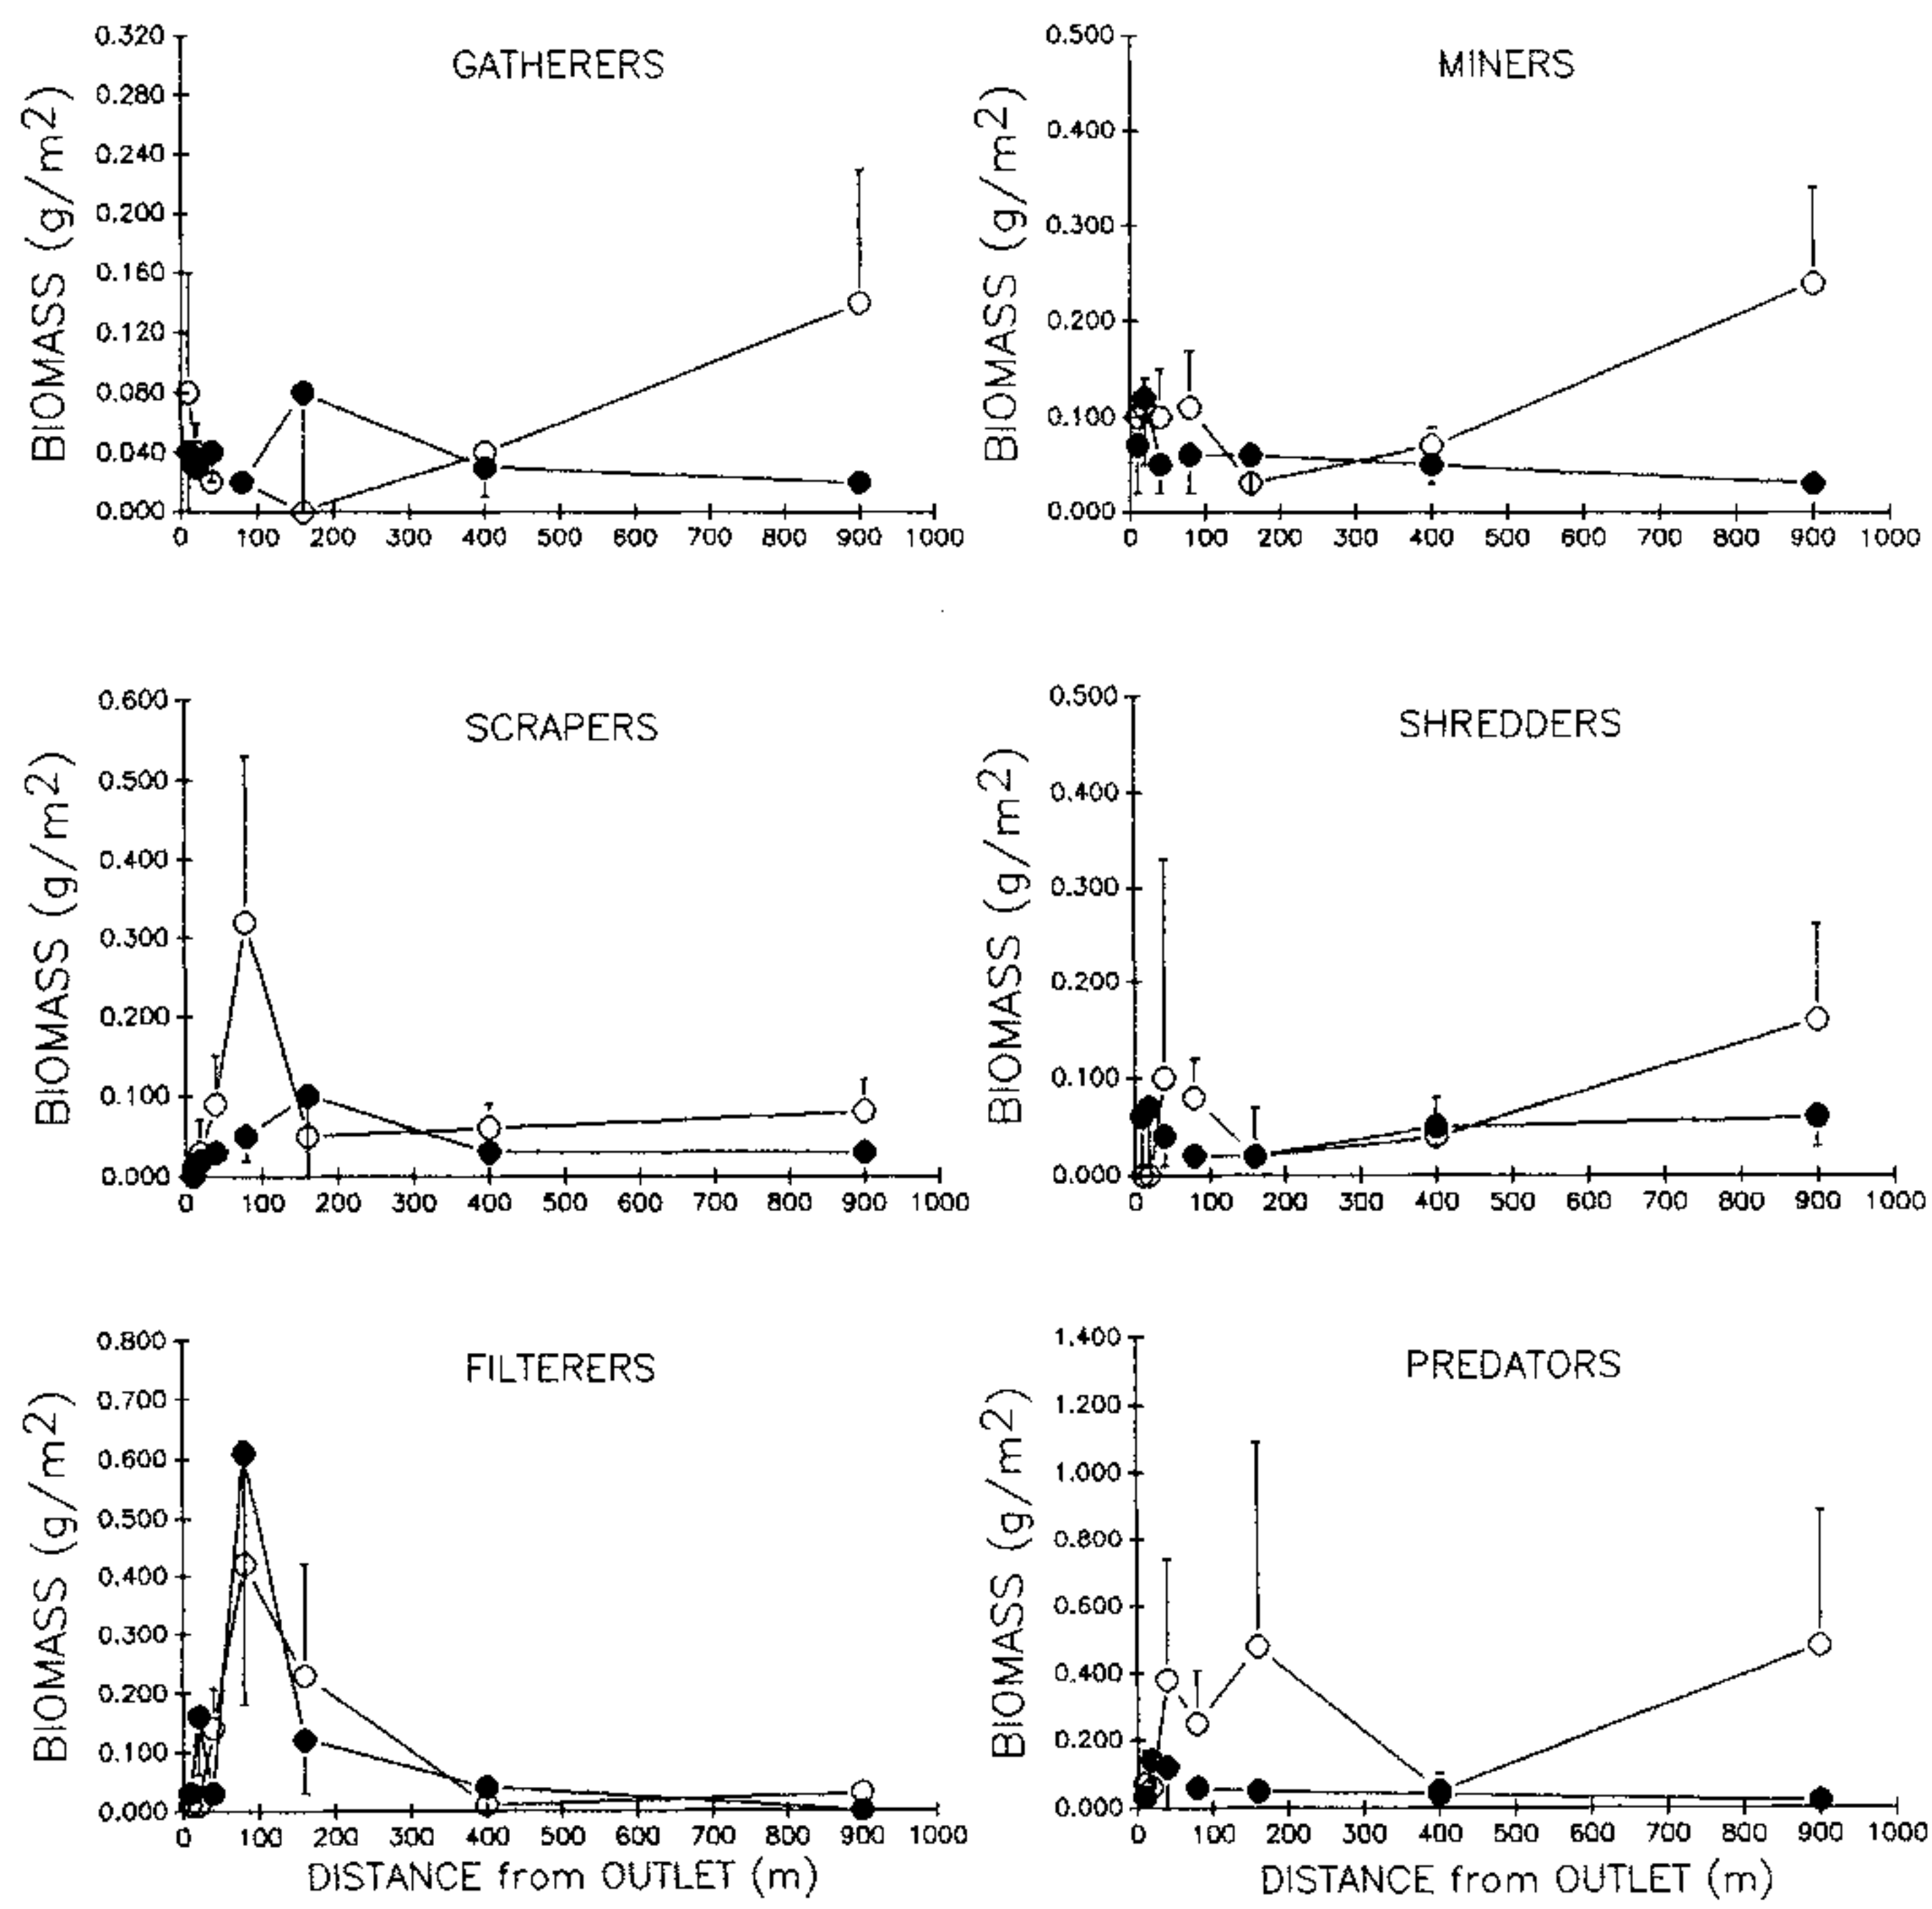 GATHERERS
BIOMASS (g/m2)
0.320
0.280
0.240
0.200
0.160
0.120
0.080
0.040
0.000
0 100 200 300 400 500 600 700 800 900 1000
MINERS
BIOMASS (g/m2)
0.500
0.400
0.300
0.200
0.100
0.000
0 100 200 300 400 500 600 700 800 900 1000
SCRAPERS
BIOMASS (g/m2)
0.600
0.500
0.400
0.300
0.200
0.100
0.000
0 100 200 300 400 500 600 700 800 900 1000
SHREDDERS
BIOMASS (g/m2)
0.500
0.400
0.300
0.200
0.100
0.000
0 100 200 300 400 500 600 700 800 900 1000
FILTERERS
BIOMASS (g/m2)
0.800
0.700
0.600
0.500
0.400
0.300
0.200
0.100
0.000
0 100 200 300 400 500 600 700 800 900 1000
DISTANCE from OUTLET (m)
PREDATORS
BIOMASS (g/m2)
1.400
1.200
1.000
0.800
0.600
0.400
0.200
0.000
0 100 200 300 400 500 600 700 800 900 1000
DISTANCE from OUTLET (m)